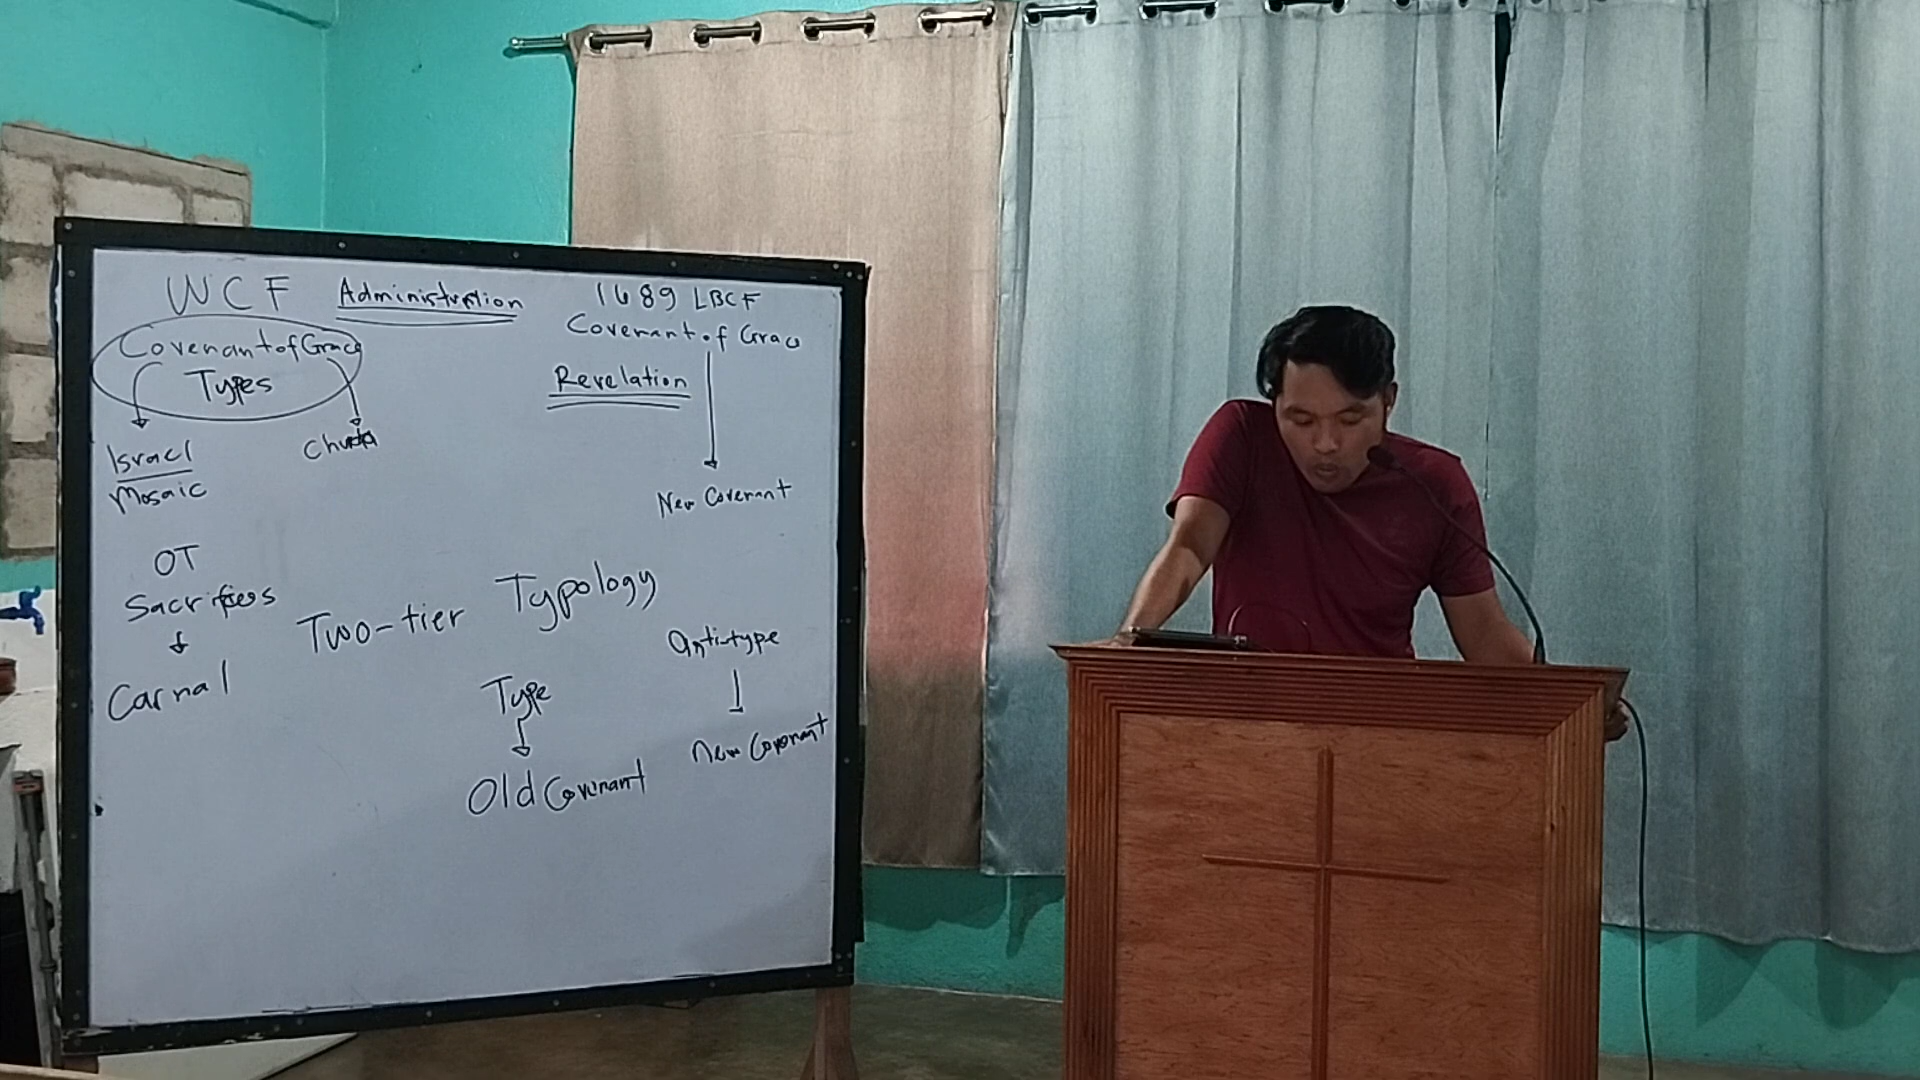 WCF Administration 1689 LBCF
Covenant of Grace Covenant of Grac
Types Revelation
Israel Church
Mosaic New Covenant
OT
Sacrifices Two-tier Typology
& Antitype
Carnal Type
New Covenant
Old Covenant